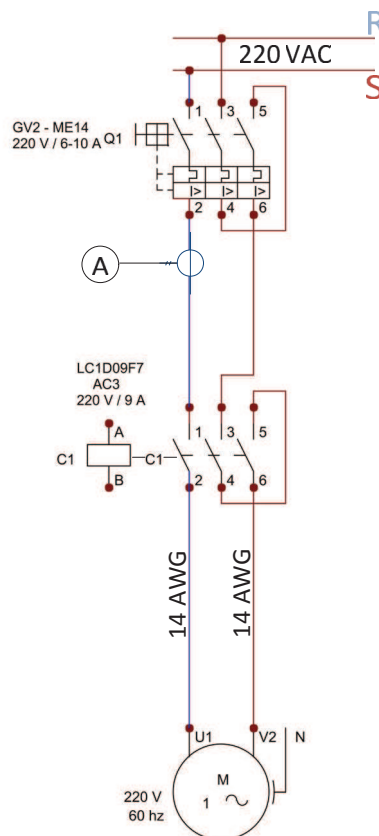 R
220 VAC
S
1 3 5
GV2 - ME14
220 V / 6-10 A Q1
I> I> I>
2 4 6
A
LC1D09F7
AC3
220 V / 9 A
A 1 3 5
C1 C1
B 2 4 6
14 AWG 14 AWG
U1 V2 N
M
1
220 V
60 hz